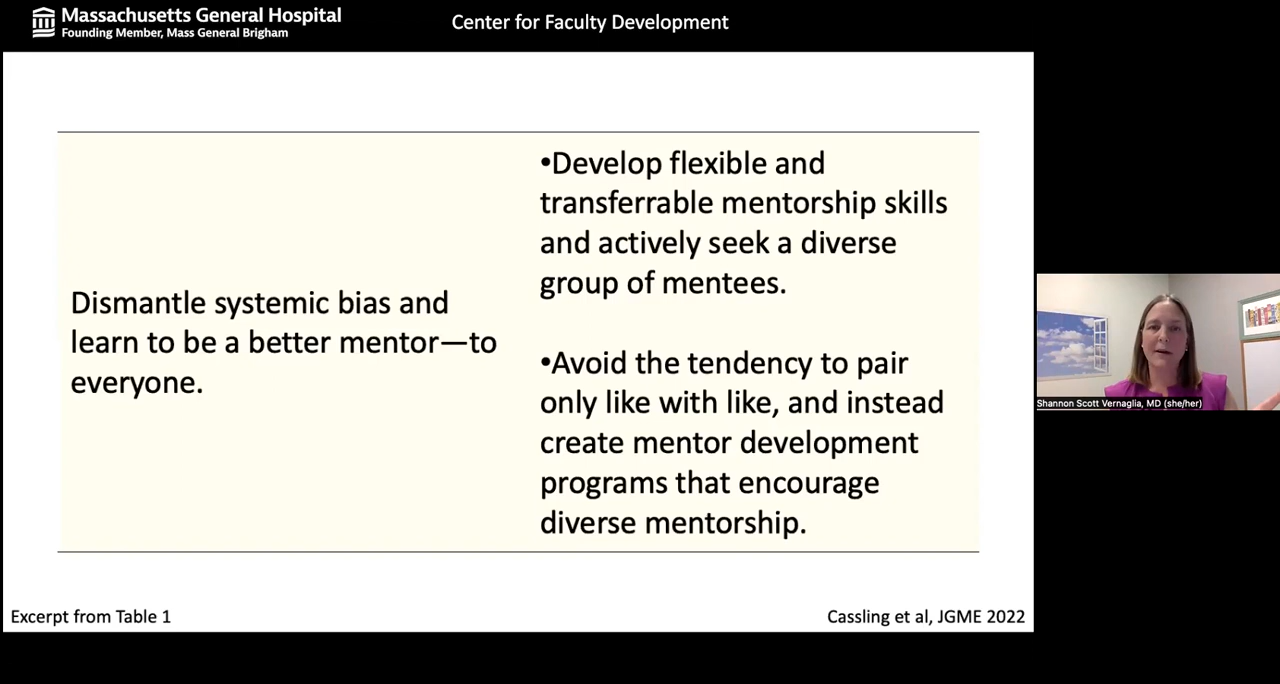 Massachusetts General Hospital
Founding Member, Mass General Brigham
Center for Faculty Development
Dismantle systemic bias and
learn to be a better mentor—to
everyone.
•Develop flexible and
transferrable mentorship skills
and actively seek a diverse
group of mentees.
•Avoid the tendency to pair
only like with like, and instead
create mentor development
programs that encourage
diverse mentorship.
Excerpt from Table 1
Cassling et al, JGME 2022
Shannon Scott Vernaglia, MD (she/her)